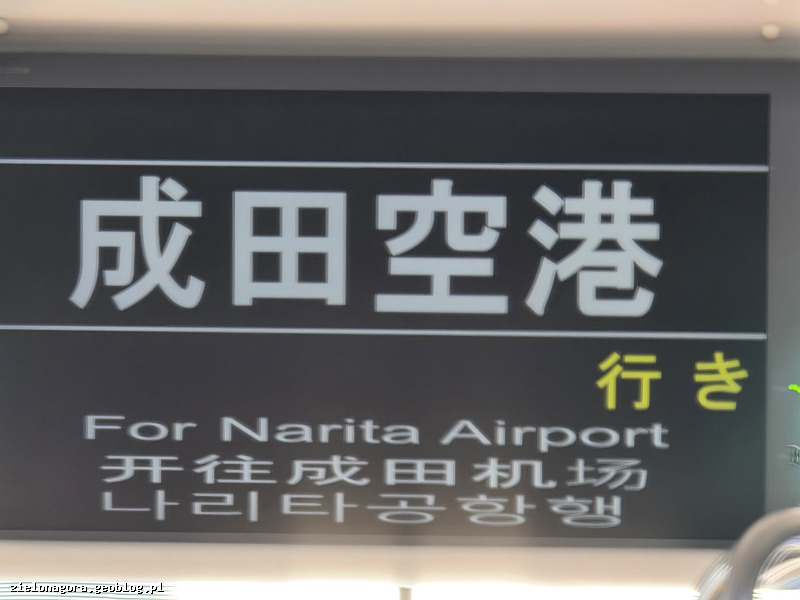 成田空港
行き
For Narita Airport
开往成田机场
나리타공항행
zielonagora.geoblog.pl